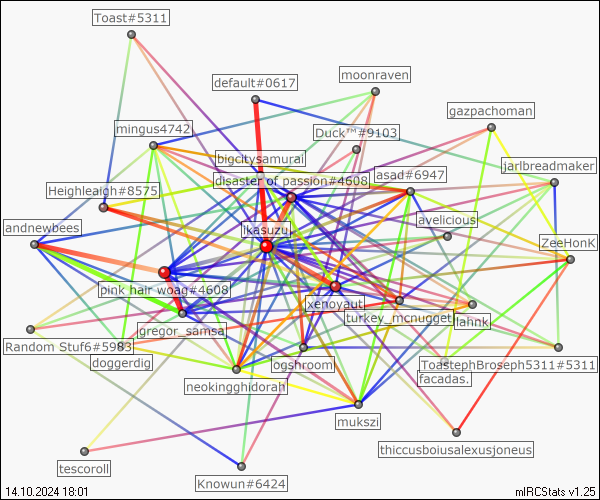 Toast#5311
moonraven
default#0617
gazpachoman
mingus4742
Duck™#9103
bigcitysamurai
jarlbreadmaker
disaster of passion#4608
asad#6947
Heighleaigh#8575
avelicious
andnewbees
ikasuzu
ZeeHonK
pink hair woag#4608
xenoyaut
turkey_mcnugget
lahnk
gregor_samsa
Random Stuf6#5983
doggerdig
ogshroom
ToastephBroseph5311#5311
facadas.
neokingghidorah
mukszi
thiccusboiusalexusjoneus
tescoroll
Knowun#6424
14.10.2024 18:01
mIRCStats v1.25